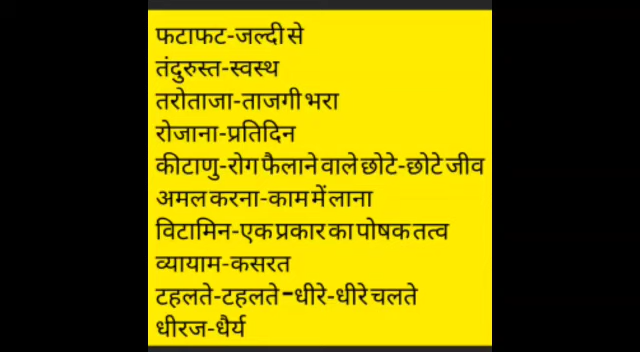 फटाफट-जल्दी से
तंदुरुस्त-स्वस्थ
तरोताजा-ताजगी भरा
रोजाना-प्रतिदिन
कीटाणु-रोग फैलाने वाले छोटे-छोटे जीव
अमल करना-काम में लाना
विटामिन-एक प्रकार का पोषक तत्व
व्यायाम-कसरत
टहलते-टहलते-धीरे-धीरे चलते
धीरज-धैर्य